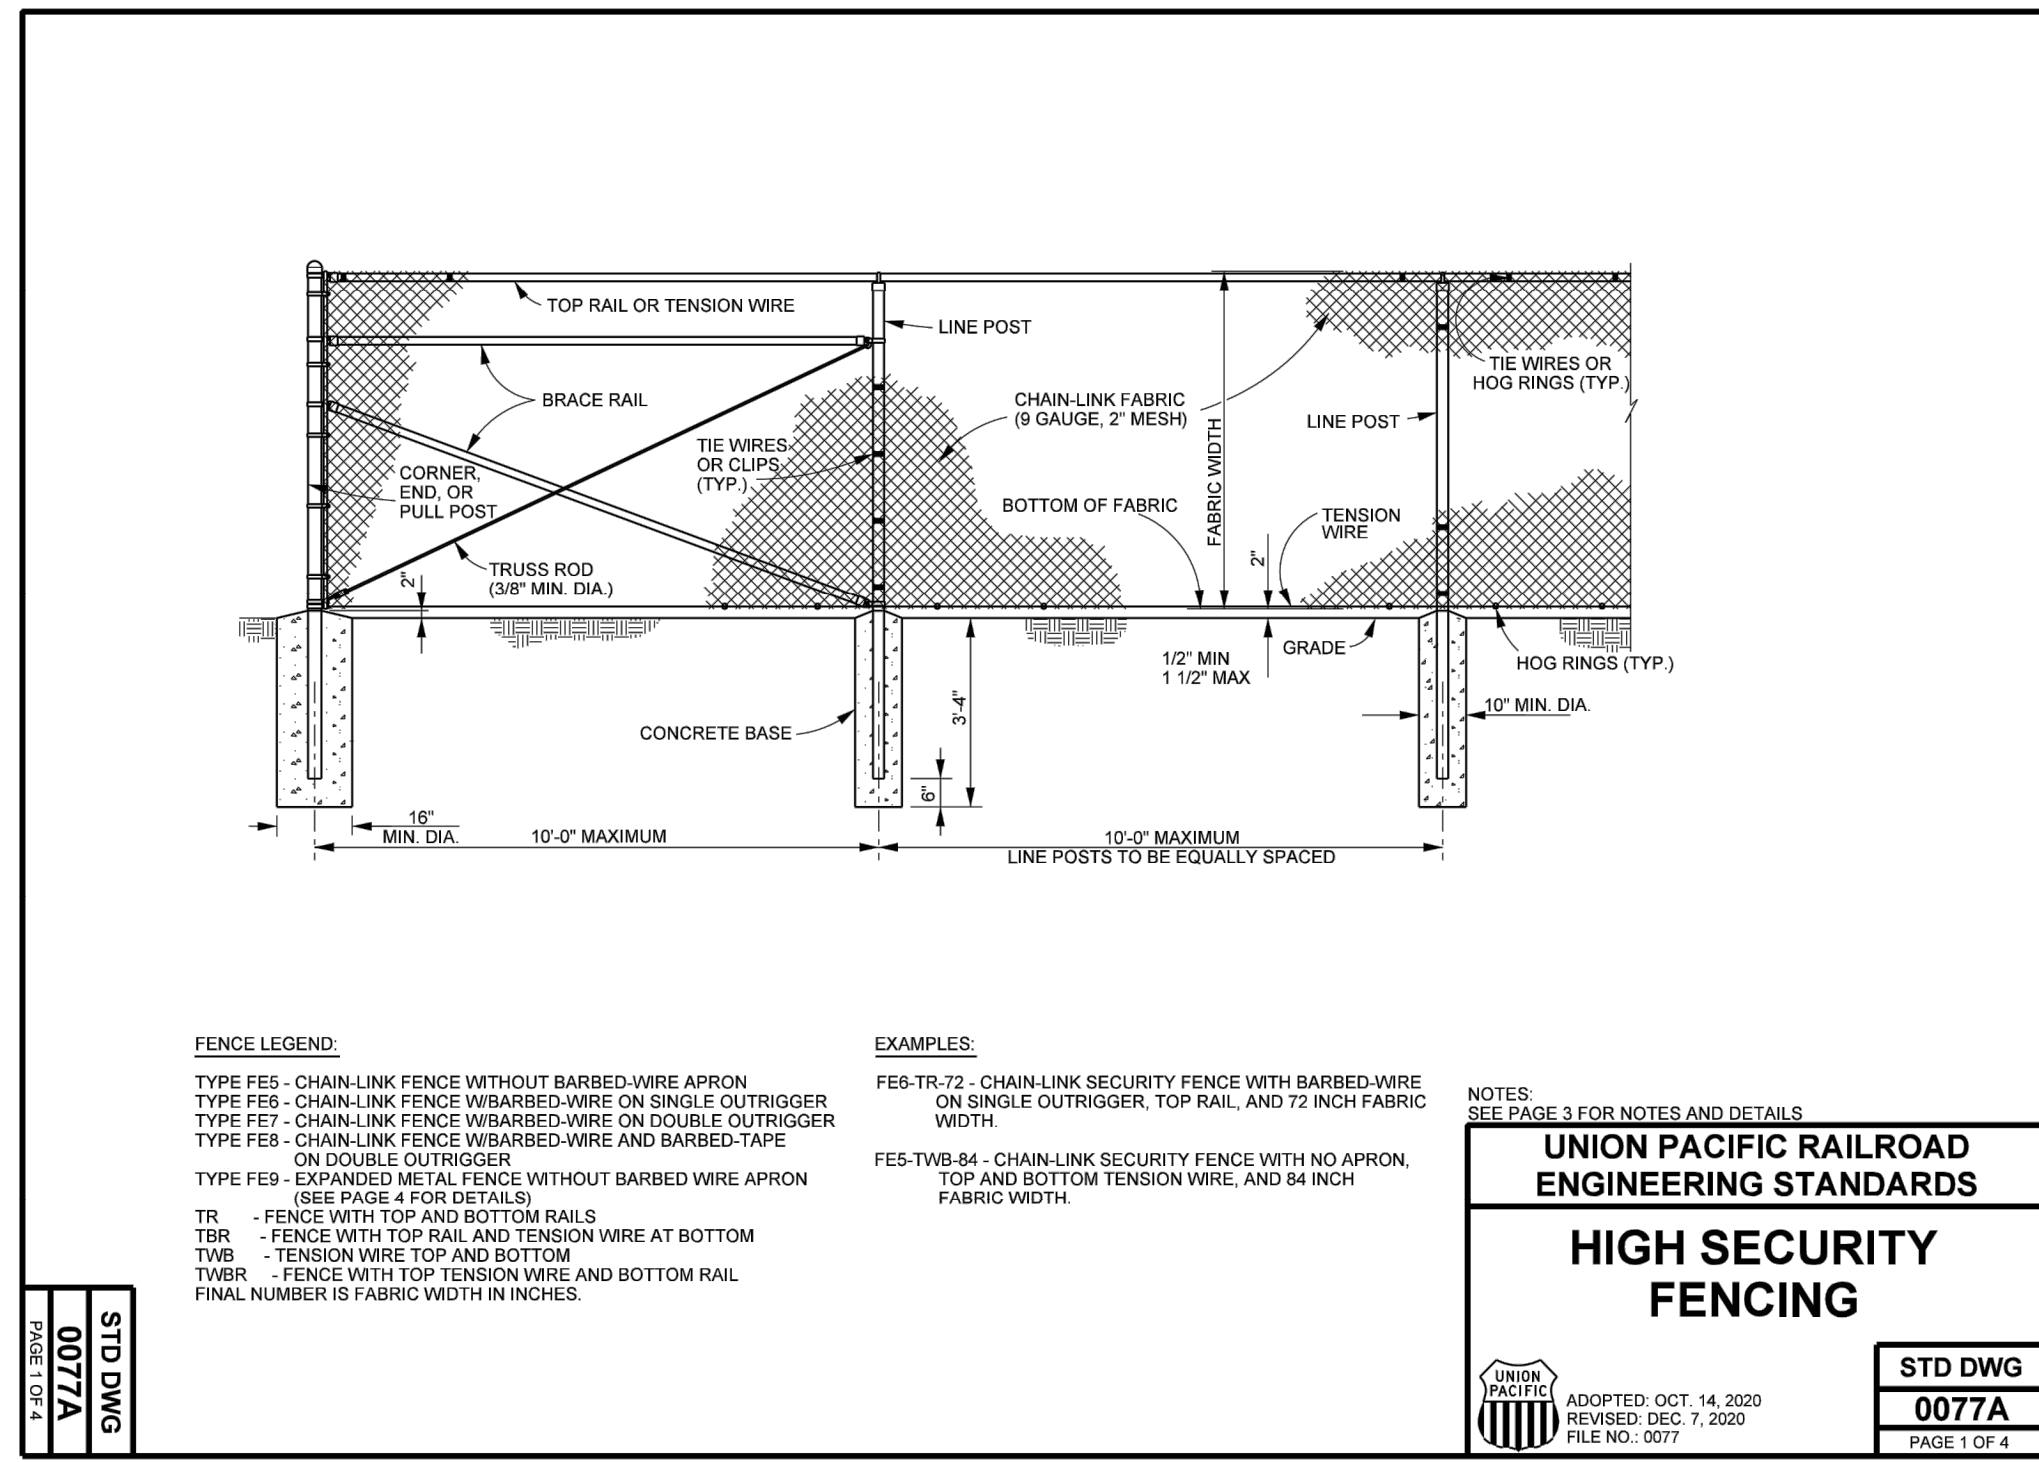 TOP RAIL OR TENSION WIRE
LINE POST
BRACE RAIL
CHAIN-LINK FABRIC
(9 GAUGE, 2" MESH)
TIE WIRES OR
HOG RINGS (TYP.)
LINE POST
TIE WIRES
OR CLIPS
(TYP.)
FABRIC WIDTH
CORNER,
END, OR
PULL POST
BOTTOM OF FABRIC
TENSION
WIRE
TRUSS ROD
(3/8" MIN. DIA.)
2"
2"
GRADE
1/2" MIN
1 1/2" MAX
HOG RINGS (TYP.)
3'-4"
10" MIN. DIA.
CONCRETE BASE
6"
16"
MIN. DIA.
10'-0" MAXIMUM
10'-0" MAXIMUM
LINE POSTS TO BE EQUALLY SPACED
FENCE LEGEND:
TYPE FE5 - CHAIN-LINK FENCE WITHOUT BARBED-WIRE APRON
TYPE FE6 - CHAIN-LINK FENCE W/BARBED-WIRE ON SINGLE OUTRIGGER
TYPE FE7 - CHAIN-LINK FENCE W/BARBED-WIRE ON DOUBLE OUTRIGGER
TYPE FE8 - CHAIN-LINK FENCE W/BARBED-WIRE AND BARBED-TAPE
ON DOUBLE OUTRIGGER
TYPE FE9 - EXPANDED METAL FENCE WITHOUT BARBED WIRE APRON
(SEE PAGE 4 FOR DETAILS)
TR - FENCE WITH TOP AND BOTTOM RAILS
TBR - FENCE WITH TOP RAIL AND TENSION WIRE AT BOTTOM
TWB - TENSION WIRE TOP AND BOTTOM
TWBR - FENCE WITH TOP TENSION WIRE AND BOTTOM RAIL
FINAL NUMBER IS FABRIC WIDTH IN INCHES.
EXAMPLES:
FE6-TR-72 - CHAIN-LINK SECURITY FENCE WITH BARBED-WIRE
ON SINGLE OUTRIGGER, TOP RAIL, AND 72 INCH FABRIC
WIDTH.
FE5-TWB-84 - CHAIN-LINK SECURITY FENCE WITH NO APRON,
TOP AND BOTTOM TENSION WIRE, AND 84 INCH
FABRIC WIDTH.
NOTES:
SEE PAGE 3 FOR NOTES AND DETAILS
UNION PACIFIC RAILROAD
ENGINEERING STANDARDS
HIGH SECURITY
FENCING
UNION
PACIFIC
ADOPTED: OCT. 14, 2020
REVISED: DEC. 7, 2020
FILE NO.: 0077
STD DWG
0077A
PAGE 1 OF 4
STD DWG
0077A
PAGE 1 OF 4